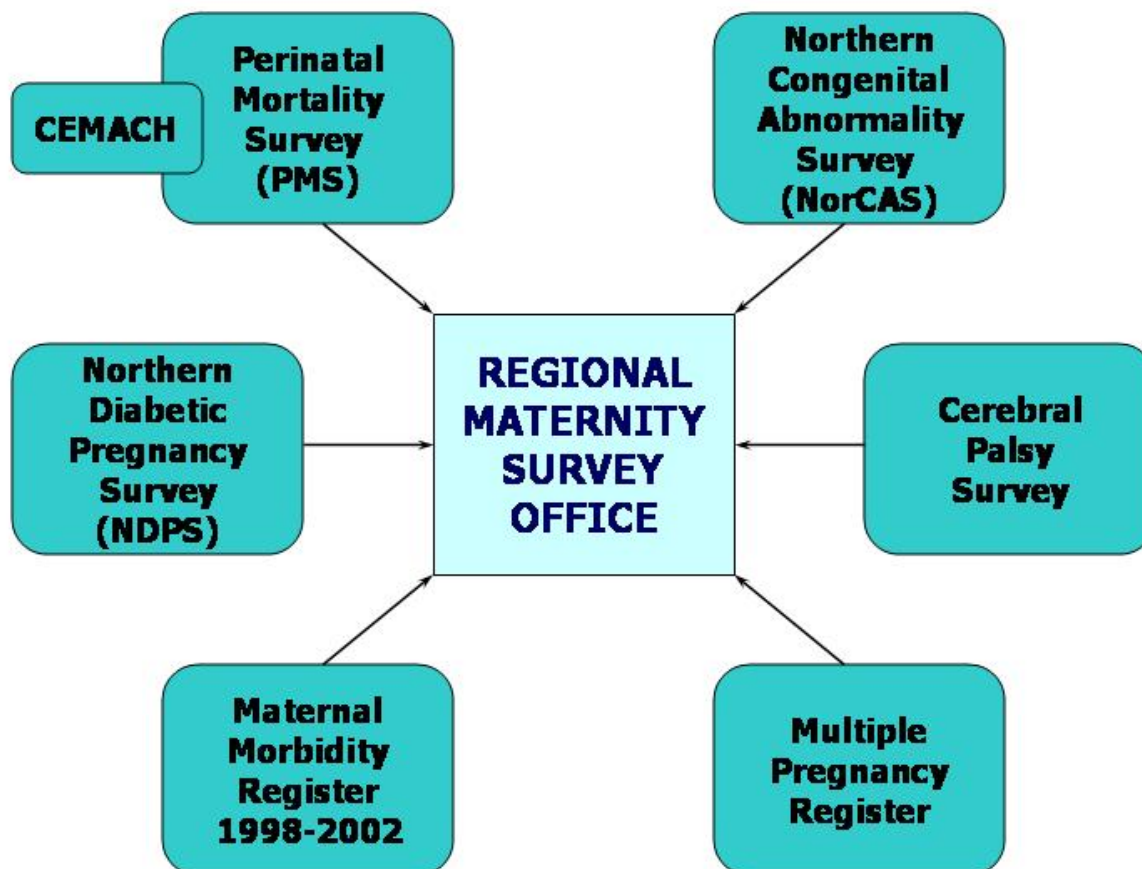 CEMACH
Perinatal
Mortality
Survey
(PMS)
Northern
Congenital
Abnormality
Survey
(NorCAS)
Northern
Diabetic
Pregnancy
Survey
(NDPS)
REGIONAL
MATERNITY
SURVEY
OFFICE
Cerebral
Palsy
Survey
Maternal
Morbidity
Register
1998-2002
Multiple
Pregnancy
Register